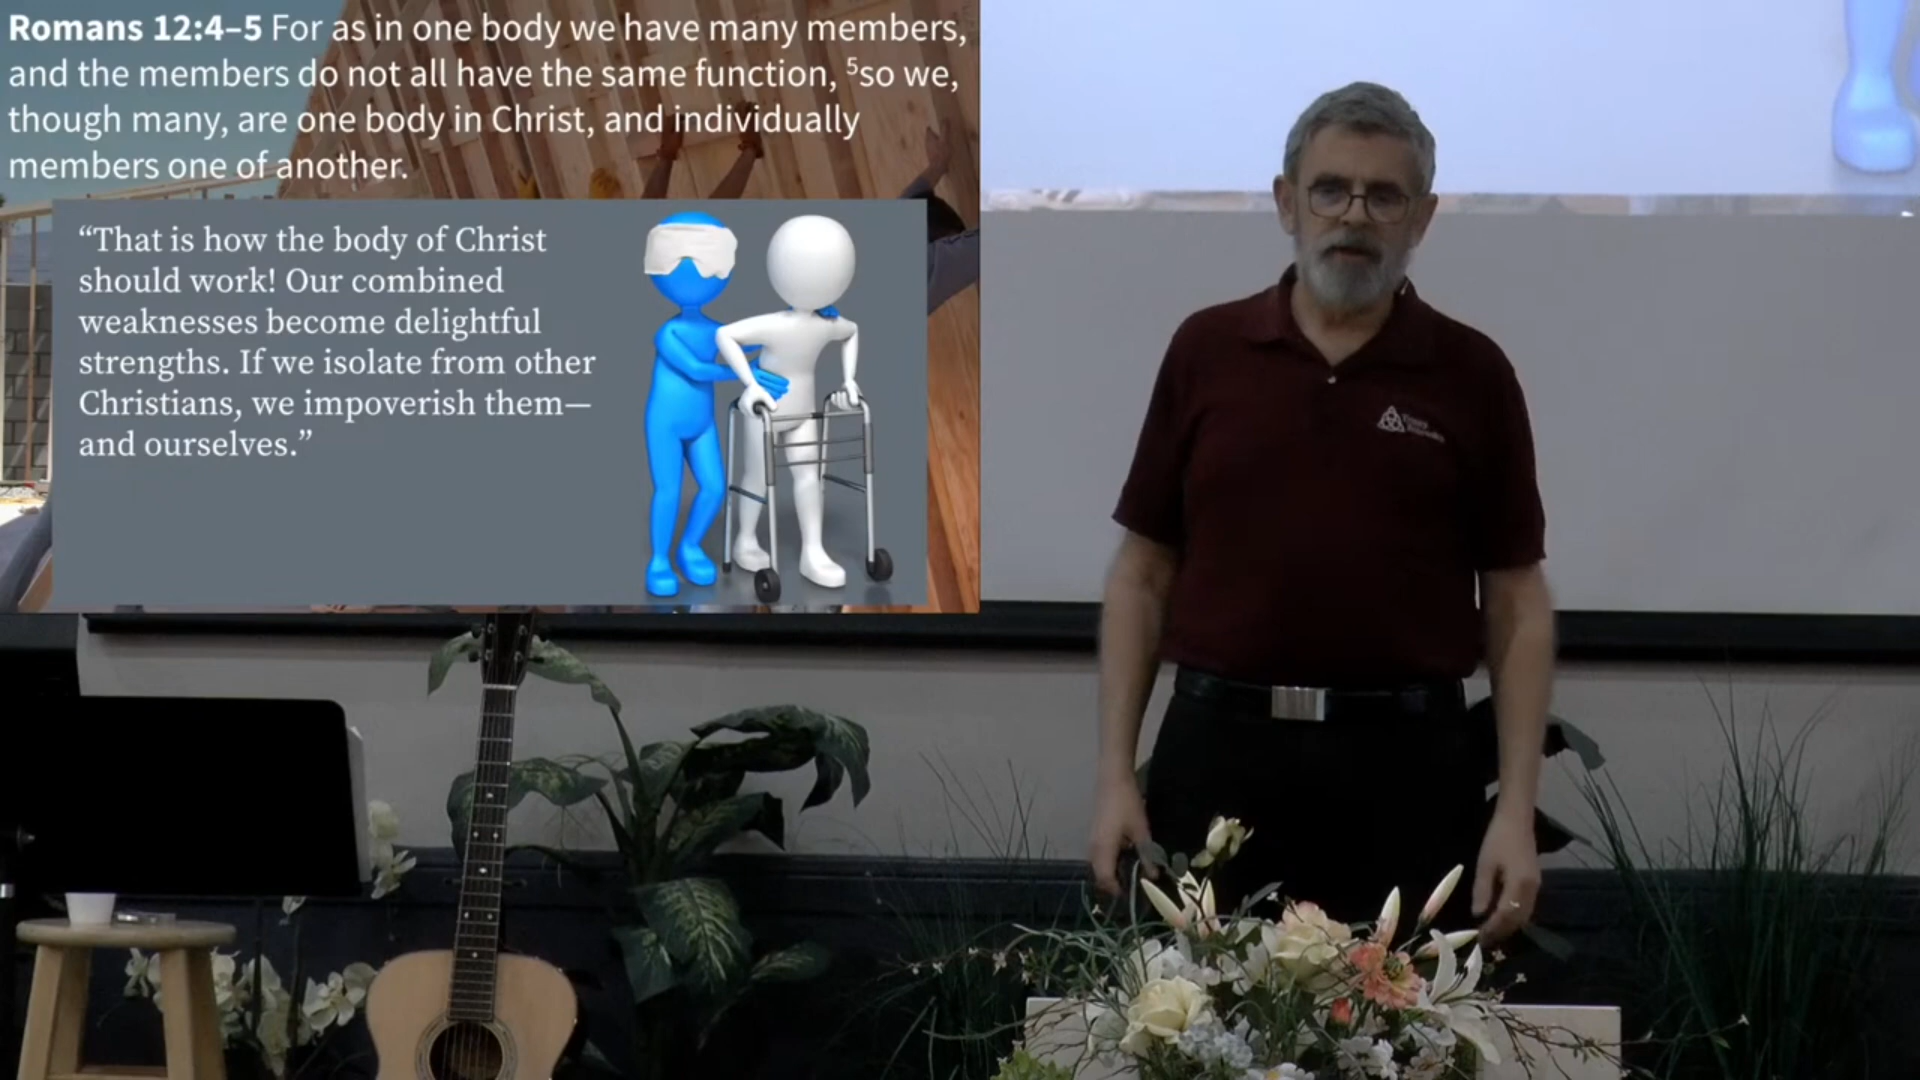 Romans 12:4–5 For as in one body we have many members,
and the members do not all have the same function, ⁵so we,
though many, are one body in Christ, and individually
members one of another.
“That is how the body of Christ
should work! Our combined
weaknesses become delightful
strengths. If we isolate from other
Christians, we impoverish them—
and ourselves.”